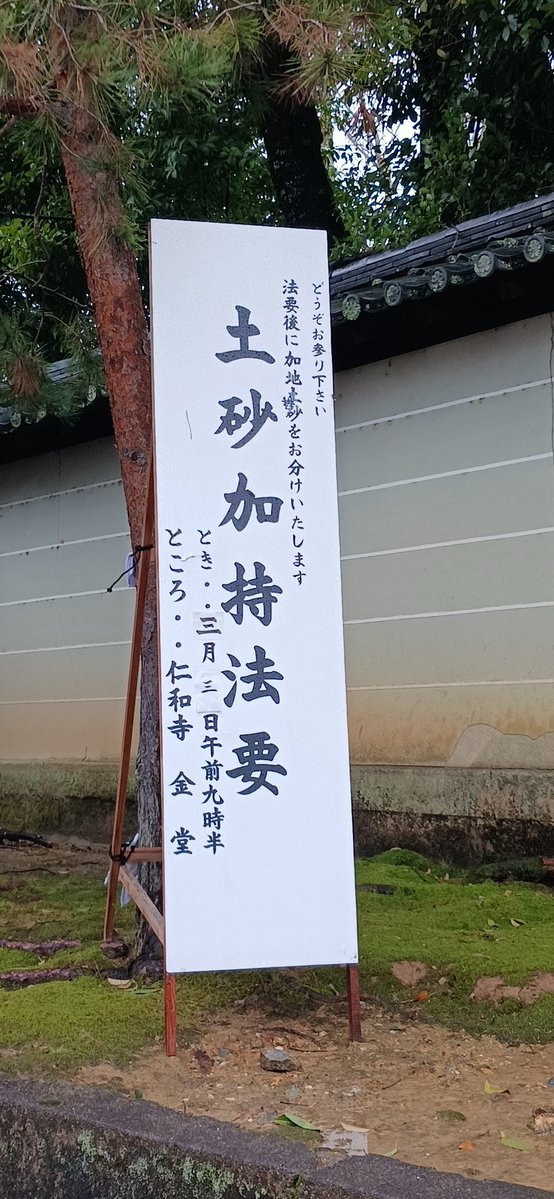 どうぞお参り下さい
法要後に加地土砂をお分けいたします
土砂加持法要
とき・・三月三日午前九時半
ところ・・仁和寺 金堂